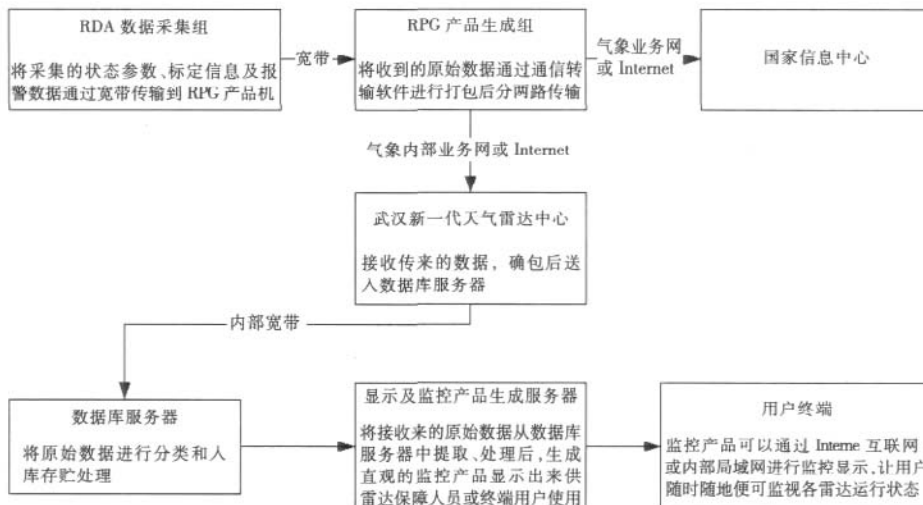 RDA 数据采集组
将采集的状态参数、标定信息及报
警数据通过宽带传输到 RPG 产品机
宽带
RPG 产品生成组
将收到的原始数据通过通信转
输软件进行打包后分两路传输
气象业务网
或 Internet
国家信息中心
气象内部业务网或 Internet
武汉新一代天气雷达中心
接收传来的数据，确包后送
入数据库服务器
内部宽带
数据库服务器
将原始数据进行分类和入
库存贮处理
显示及监控产品生成服务器
将接收来的原始数据从数据库
服务器中提取、处理后,生成
直观的监控产品显示出来供
雷达保障人员或终端用户使用
用户终端
监控产品可以通过 Interne 互联网
或内部局域网进行监控显示、让用户
随时随地便可监视各雷达运行状态